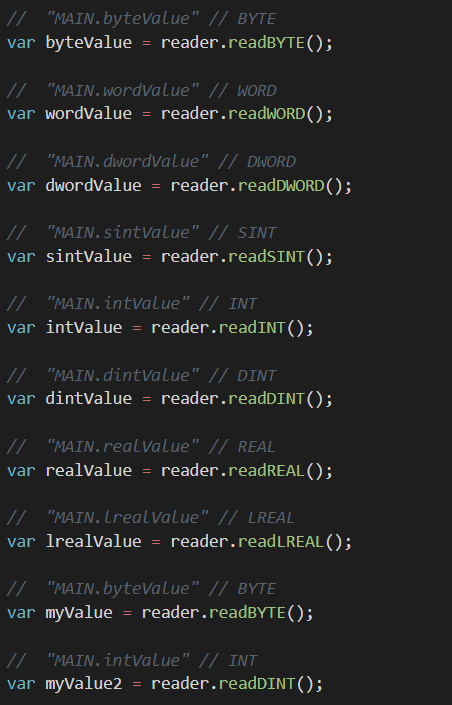 //  "MAIN.byteValue" // BYTE
var byteValue = reader.readBYTE();
//  "MAIN.wordValue" // WORD
var wordValue = reader.readWORD();
//  "MAIN.dwordValue" // DWORD
var dwordValue = reader.readDWORD();
//  "MAIN.sintValue" // SINT
var sintValue = reader.readSINT();
//  "MAIN.intValue" // INT
var intValue = reader.readINT();
//  "MAIN.dintValue" // DINT
var dintValue = reader.readDINT();
//  "MAIN.realValue" // REAL
var realValue = reader.readREAL();
//  "MAIN.lrealValue" // LREAL
var lrealValue = reader.readLREAL();
//  "MAIN.byteValue" // BYTE
var myValue = reader.readBYTE();
//  "MAIN.intValue" // INT
var myValue2 = reader.readDINT();